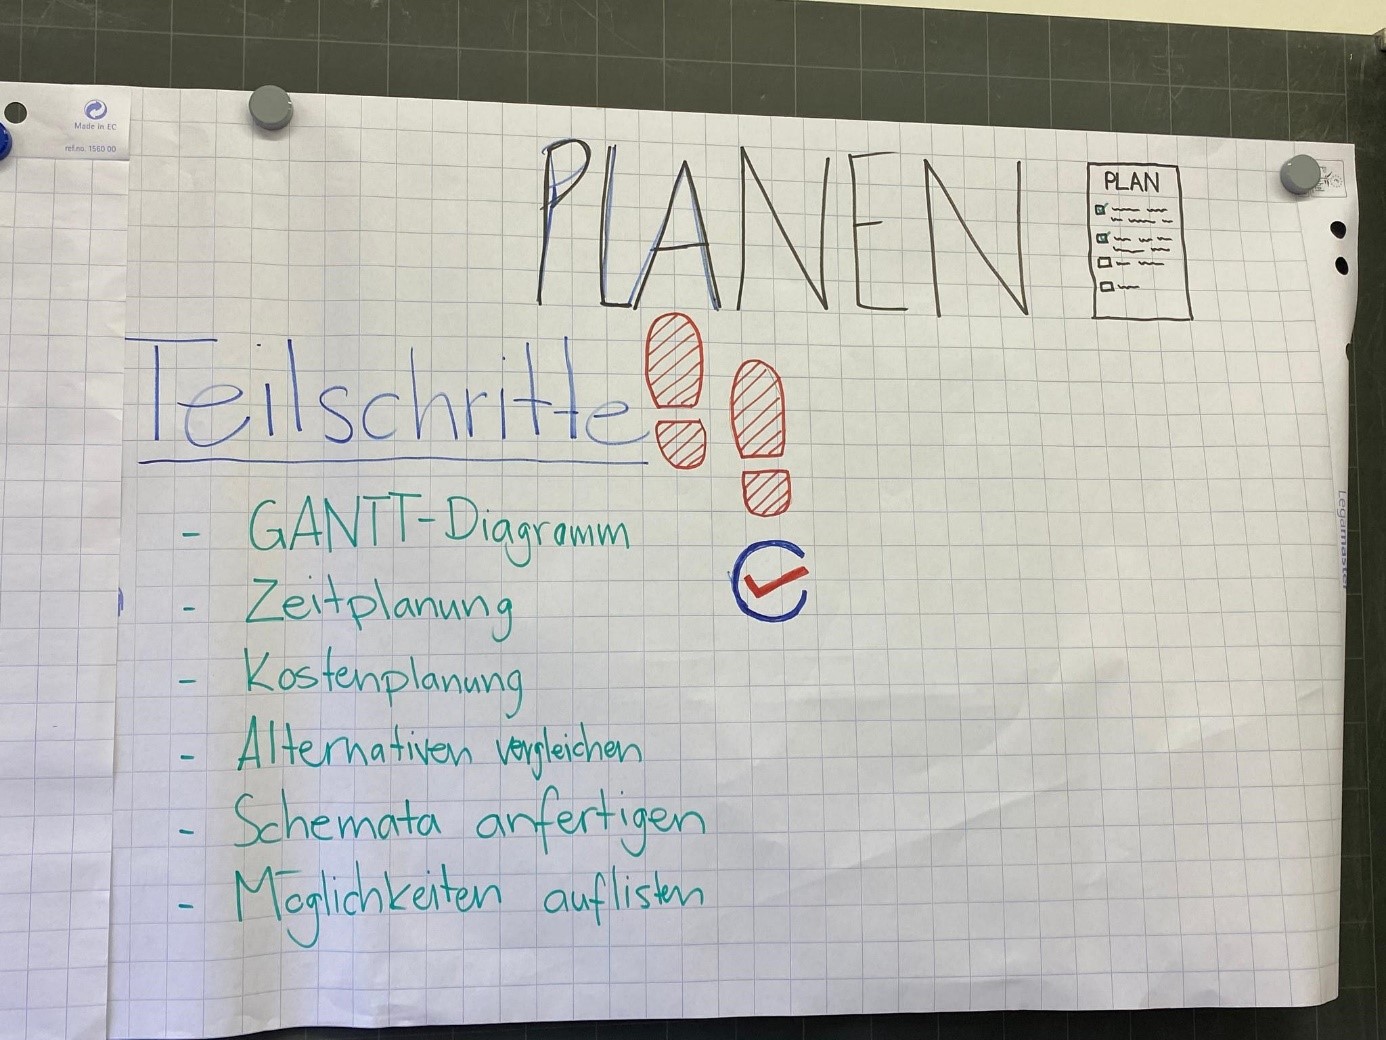 Made in EC
ref.no. 1560 00
PLANEN
PLAN
Teilschritte
- GANTT-Diagramm
- Zeitplanung
- Kostenplanung
- Alternativen vergleichen
- Schemata anfertigen
- Möglichkeiten auflisten
Legamaster